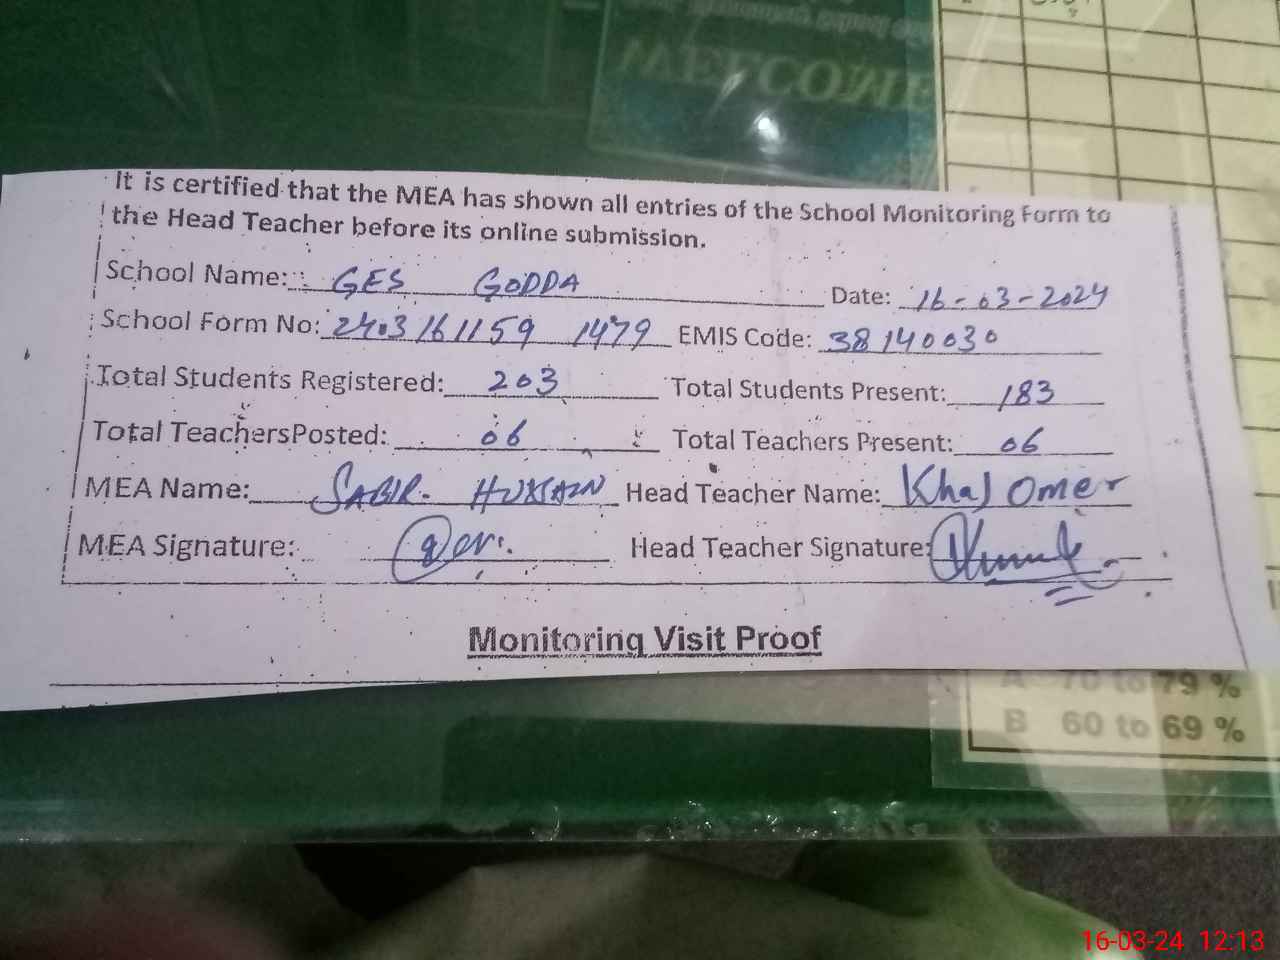 WELCOME
It is certified that the MEA has shown all entries of the School Monitoring Form to
the Head Teacher before its online submission.
School Name: GES GODDA Date: 16-03-2024
School Form No: 2403161159 1479 EMIS Code: 38140030
Total Students Registered: 203 Total Students Present: 183
Total TeachersPosted: 06 Total Teachers Present: 06
MEA Name: SABIR HUSSAIN Head Teacher Name: Khaj Omer
MEA Signature: Head Teacher Signature:
Monitoring Visit Proof
A 70 to 79 %
B 60 to 69 %
16-03-24 12:13